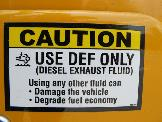 CAUTION
USE DEF ONLY
(DIESEL EXHAUST FLUID)
Using any other fluid can
• Damage the vehicle
• Degrade fuel economy